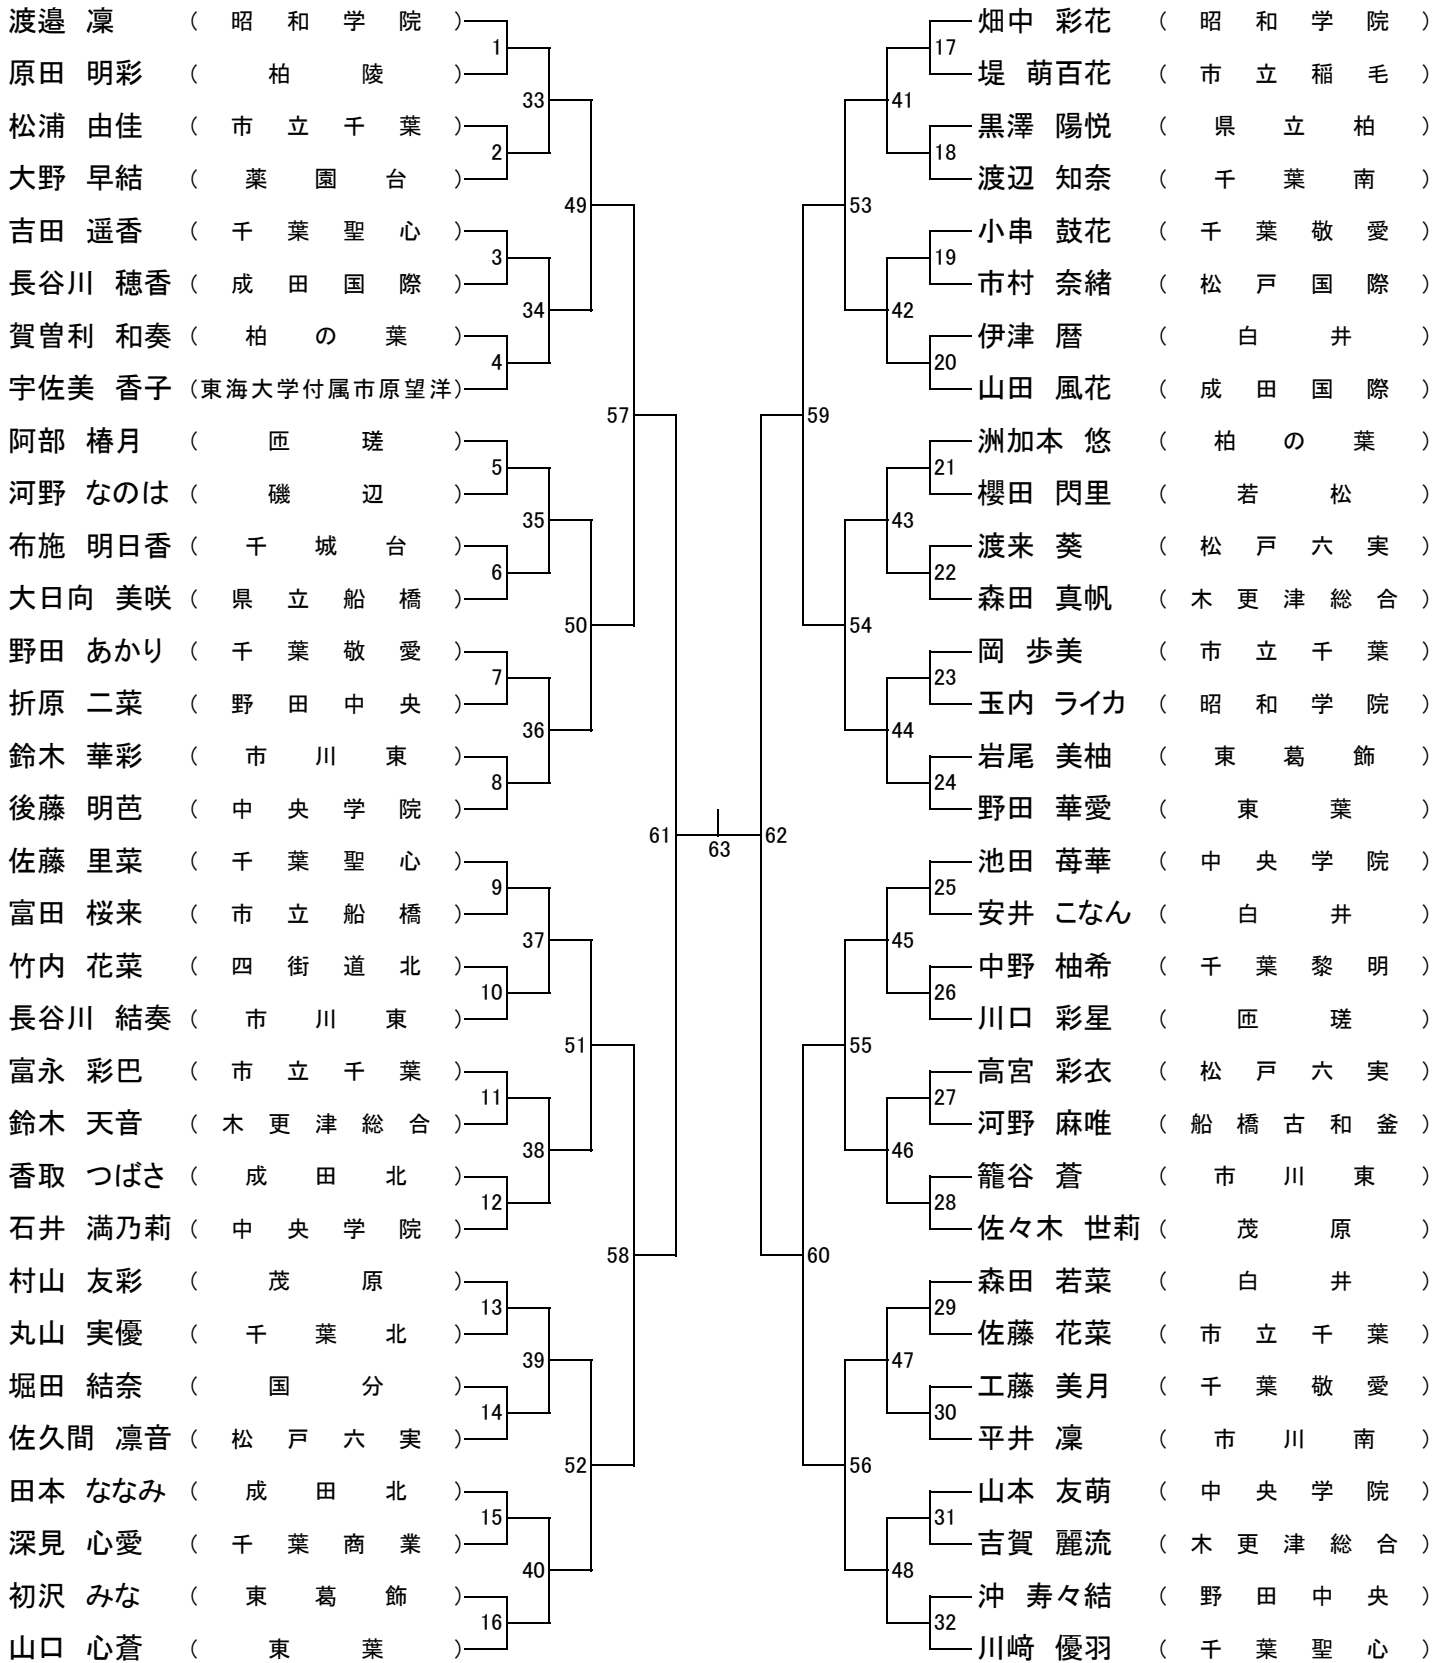 渡邉 凜 （ 昭 和 学 院 ）
1
原田 明彩 （ 柏 陵 ）
33
松浦 由佳 （ 市 立 千 葉 ）
2
大野 早結 （ 薬 園 台 ）
49
吉田 遥香 （ 千 葉 聖 心 ）
3
長谷川 穂香 （ 成 田 国 際 ）
34
賀曽利 和奏 （ 柏 の 葉 ）
4
宇佐美 香子 （東海大学付属市原望洋）
57
阿部 椿月 （ 匝 瑳 ）
5
河野 なのは （ 磯 辺 ）
35
布施 明日香 （ 千 城 台 ）
6
大日向 美咲 （ 県 立 船 橋 ）
50
野田 あかり （ 千 葉 敬 愛 ）
7
折原 二菜 （ 野 田 中 央 ）
36
鈴木 華彩 （ 市 川 東 ）
8
後藤 明芭 （ 中 央 学 院 ）
61
佐藤 里菜 （ 千 葉 聖 心 ）
9
富田 桜来 （ 市 立 船 橋 ）
37
竹内 花菜 （ 四 街 道 北 ）
10
長谷川 結奏 （ 市 川 東 ）
51
富永 彩巴 （ 市 立 千 葉 ）
11
鈴木 天音 （ 木 更 津 総 合 ）
38
香取 つばさ （ 成 田 北 ）
12
石井 満乃莉 （ 中 央 学 院 ）
58
村山 友彩 （ 茂 原 ）
13
丸山 実優 （ 千 葉 北 ）
39
堀田 結奈 （ 国 分 ）
14
佐久間 凛音 （ 松 戸 六 実 ）
52
田本 ななみ （ 成 田 北 ）
15
深見 心愛 （ 千 葉 商 業 ）
40
初沢 みな （ 東 葛 飾 ）
16
山口 心蒼 （ 東 葉 ）
63
畑中 彩花 （ 昭 和 学 院 ）
17
堤 萌百花 （ 市 立 稲 毛 ）
41
黒澤 陽悦 （ 県 立 柏 ）
18
渡辺 知奈 （ 千 葉 南 ）
53
小串 鼓花 （ 千 葉 敬 愛 ）
19
市村 奈緒 （ 松 戸 国 際 ）
42
伊津 暦 （ 白 井 ）
20
山田 風花 （ 成 田 国 際 ）
59
洲加本 悠 （ 柏 の 葉 ）
21
櫻田 閃里 （ 若 松 ）
43
渡来 葵 （ 松 戸 六 実 ）
22
森田 真帆 （ 木 更 津 総 合 ）
54
岡 歩美 （ 市 立 千 葉 ）
23
玉内 ライカ （ 昭 和 学 院 ）
44
岩尾 美柚 （ 東 葛 飾 ）
24
野田 華愛 （ 東 葉 ）
62
池田 苺華 （ 中 央 学 院 ）
25
安井 こなん （ 白 井 ）
45
中野 柚希 （ 千 葉 黎 明 ）
26
川口 彩星 （ 匝 瑳 ）
55
高宮 彩衣 （ 松 戸 六 実 ）
27
河野 麻唯 （ 船 橋 古 和 釜 ）
46
籠谷 蒼 （ 市 川 東 ）
28
佐々木 世莉 （ 茂 原 ）
60
森田 若菜 （ 白 井 ）
29
佐藤 花菜 （ 市 立 千 葉 ）
47
工藤 美月 （ 千 葉 敬 愛 ）
30
平井 凜 （ 市 川 南 ）
56
山本 友萌 （ 中 央 学 院 ）
31
吉賀 麗流 （ 木 更 津 総 合 ）
48
沖 寿々結 （ 野 田 中 央 ）
32
川﨑 優羽 （ 千 葉 聖 心 ）